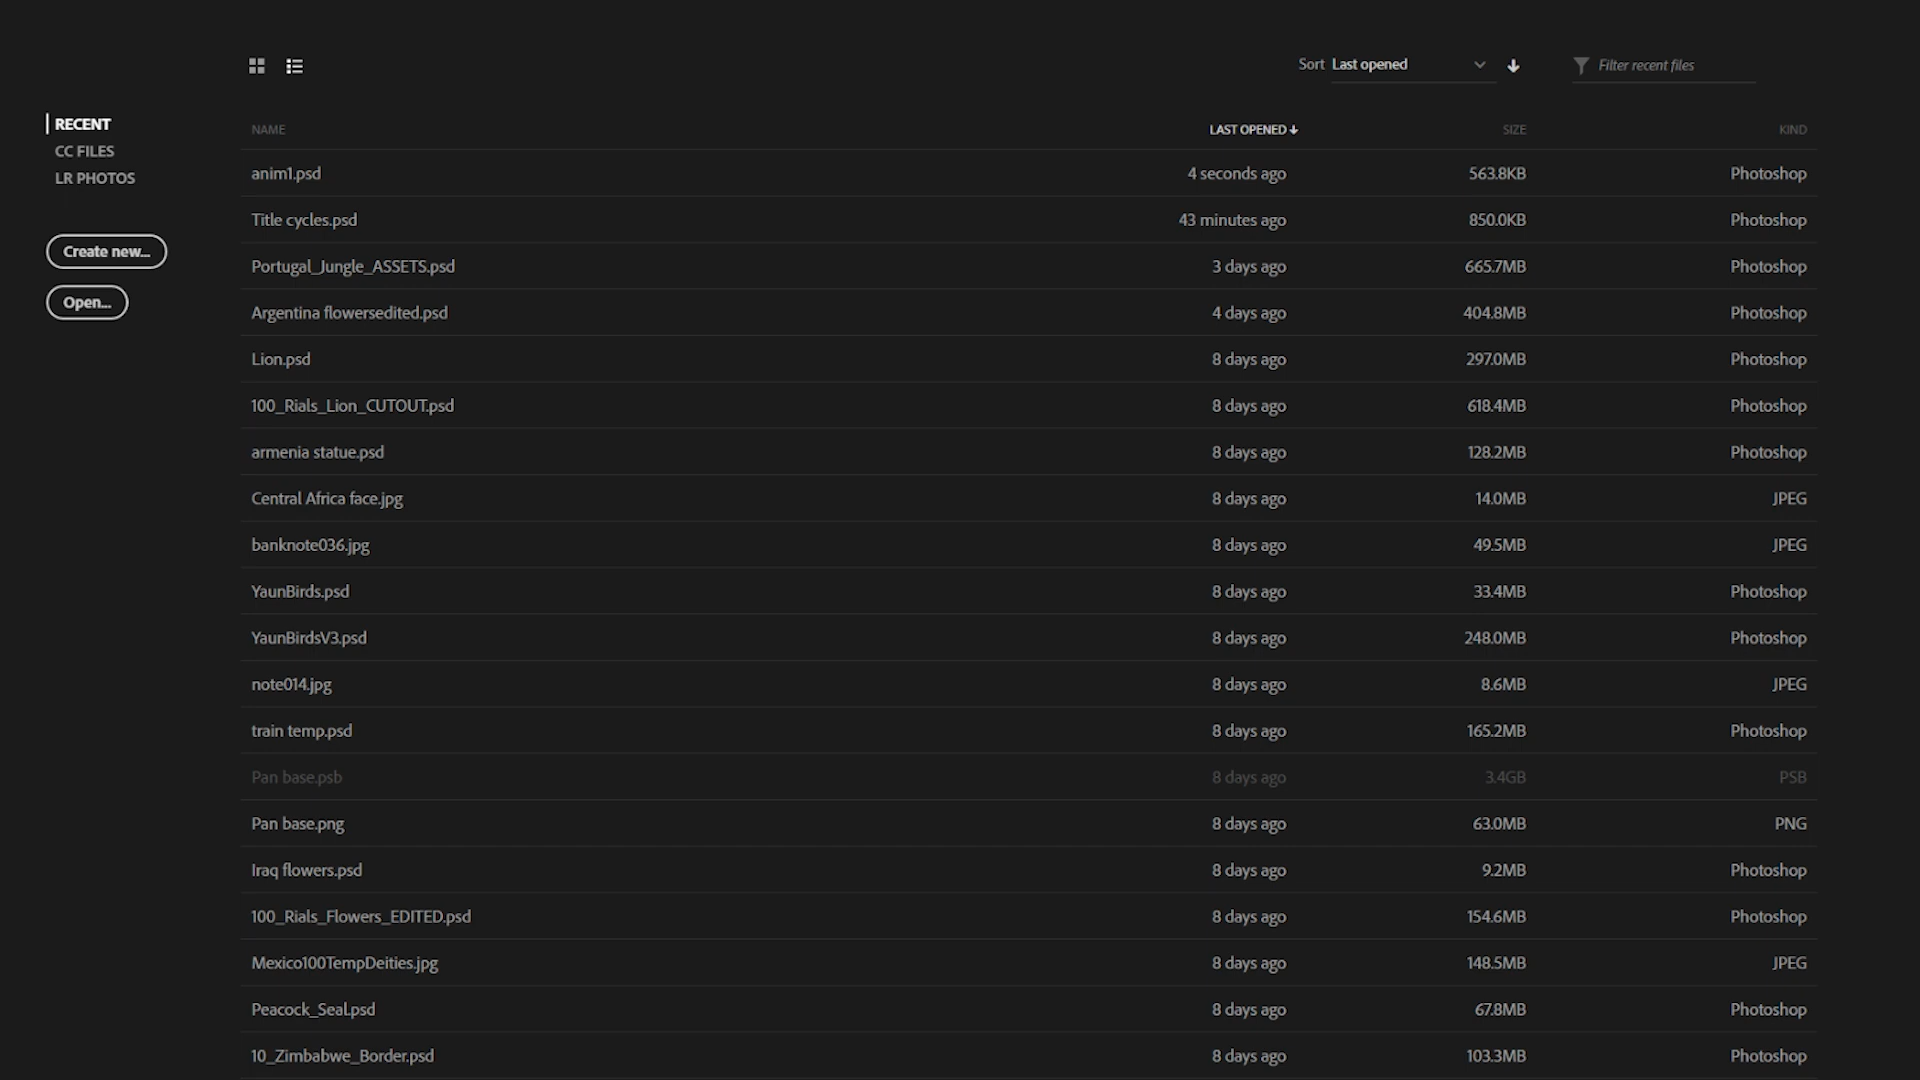 Sort Last opened Filter recent files
RECENT
CC FILES
LR PHOTOS
Create new...
Open...
NAME LAST OPENED SIZE KIND
anim1.psd 4 seconds ago 563.8KB Photoshop
Title cycles.psd 43 minutes ago 850.0KB Photoshop
Portugal_Jungle_ASSETS.psd 3 days ago 665.7MB Photoshop
Argentina flowersedited.psd 4 days ago 404.8MB Photoshop
Lion.psd 8 days ago 297.0MB Photoshop
100_Rials_Lion_CUTOUT.psd 8 days ago 618.4MB Photoshop
armenia statue.psd 8 days ago 128.2MB Photoshop
Central Africa face.jpg 8 days ago 14.0MB JPEG
banknote036.jpg 8 days ago 49.5MB JPEG
YaunBirds.psd 8 days ago 33.4MB Photoshop
YaunBirdsV3.psd 8 days ago 248.0MB Photoshop
note014.jpg 8 days ago 8.6MB JPEG
train temp.psd 8 days ago 165.2MB Photoshop
Pan base.psb 8 days ago 3.4GB PSB
Pan base.png 8 days ago 63.0MB PNG
Iraq flowers.psd 8 days ago 9.2MB Photoshop
100_Rials_Flowers_EDITED.psd 8 days ago 154.6MB Photoshop
Mexico100TempDeities.jpg 8 days ago 148.5MB JPEG
Peacock_Seal.psd 8 days ago 67.8MB Photoshop
10_Zimbabwe_Border.psd 8 days ago 103.3MB Photoshop